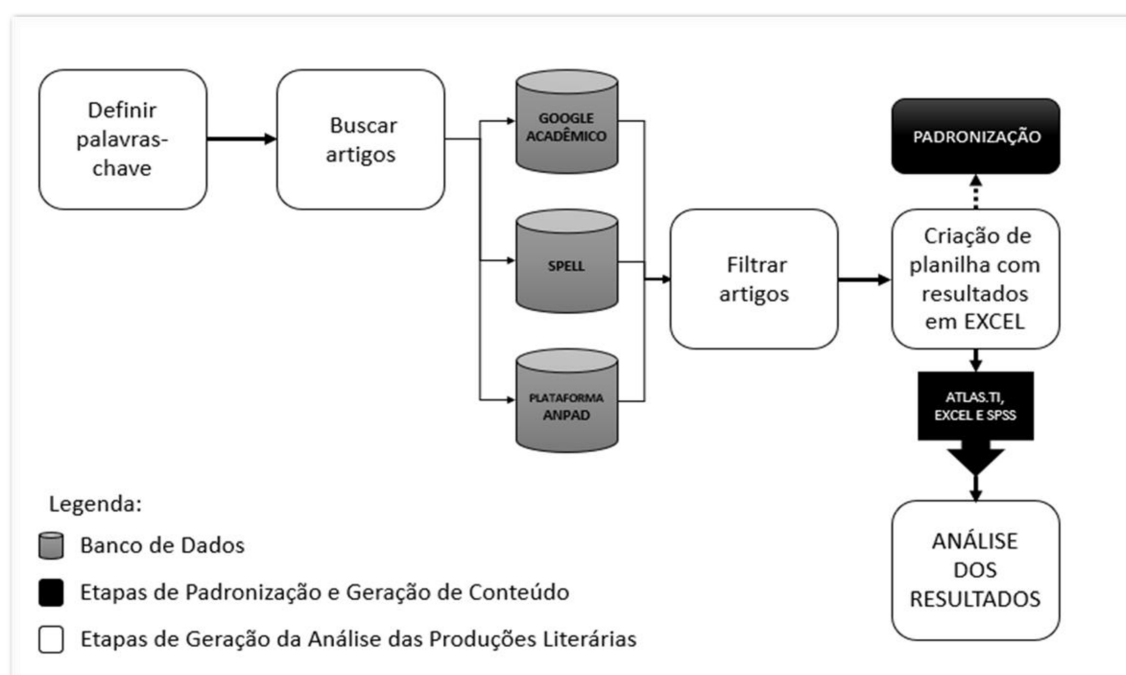 Definir
palavras-
chave
Buscar
artigos
GOOGLE
ACADÊMICO
SPELL
PLATAFORMA
ANPAD
Filtrar
artigos
PADRONIZAÇÃO
Criação de
planilha com
resultados
em EXCEL
ATLAS.TI,
EXCEL E SPSS
ANÁLISE
DOS
RESULTADOS
Legenda:
Banco de Dados
Etapas de Padronização e Geração de Conteúdo
Etapas de Geração da Análise das Produções Literárias